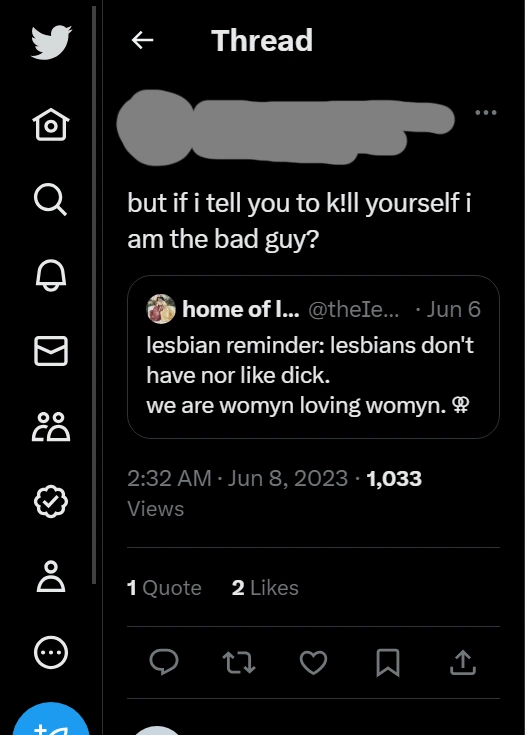 Thread
but if i tell you to k!ll yourself i
am the bad guy?
home of l... @theIe... · Jun 6
lesbian reminder: lesbians don't
have nor like dick.
we are womyn loving womyn. ⚢
2:32 AM · Jun 8, 2023 · 1,033
Views
1 Quote 2 Likes